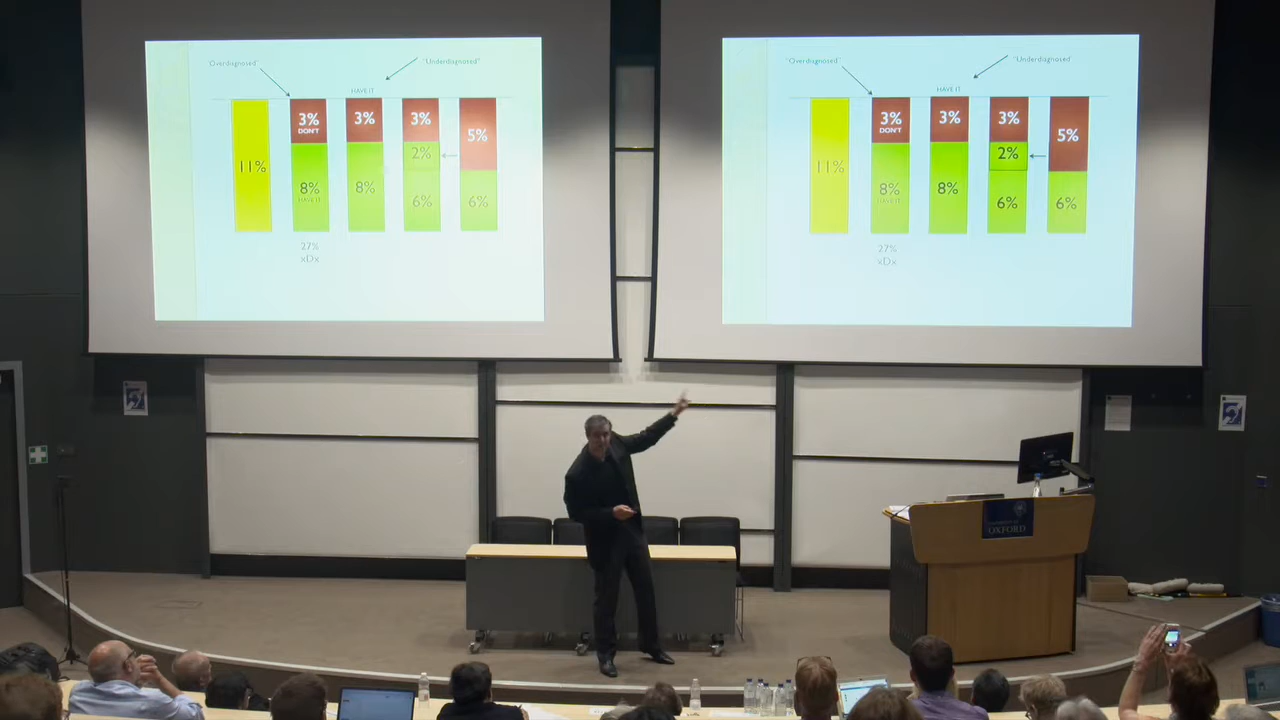 "Overdiagnosed"
"Underdiagnosed"
HAVE IT
11%
3%
DON'T
8%
HAVE IT
27%
xDx
3%
8%
3%
2%
6%
5%
6%
"Overdiagnosed"
"Underdiagnosed"
HAVE IT
11%
3%
DON'T
8%
HAVE IT
27%
xDx
3%
8%
3%
2%
6%
5%
6%
UNIVERSITY OF
OXFORD